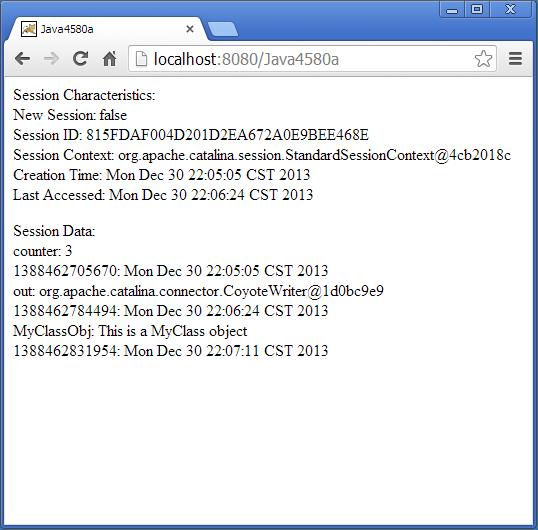 Java4580a
localhost:8080/Java4580a
Session Characteristics:
New Session: false
Session ID: 815FDAF004D201D2EA672A0E9BEE468E
Session Context: org.apache.catalina.session.StandardSessionContext@4cb2018c
Creation Time: Mon Dec 30 22:05:05 CST 2013
Last Accessed: Mon Dec 30 22:06:24 CST 2013
Session Data:
counter: 3
1388462705670: Mon Dec 30 22:05:05 CST 2013
out: org.apache.catalina.connector.CoyoteWriter@1d0bc9e9
1388462784494: Mon Dec 30 22:06:24 CST 2013
MyClassObj: This is a MyClass object
1388462831954: Mon Dec 30 22:07:11 CST 2013